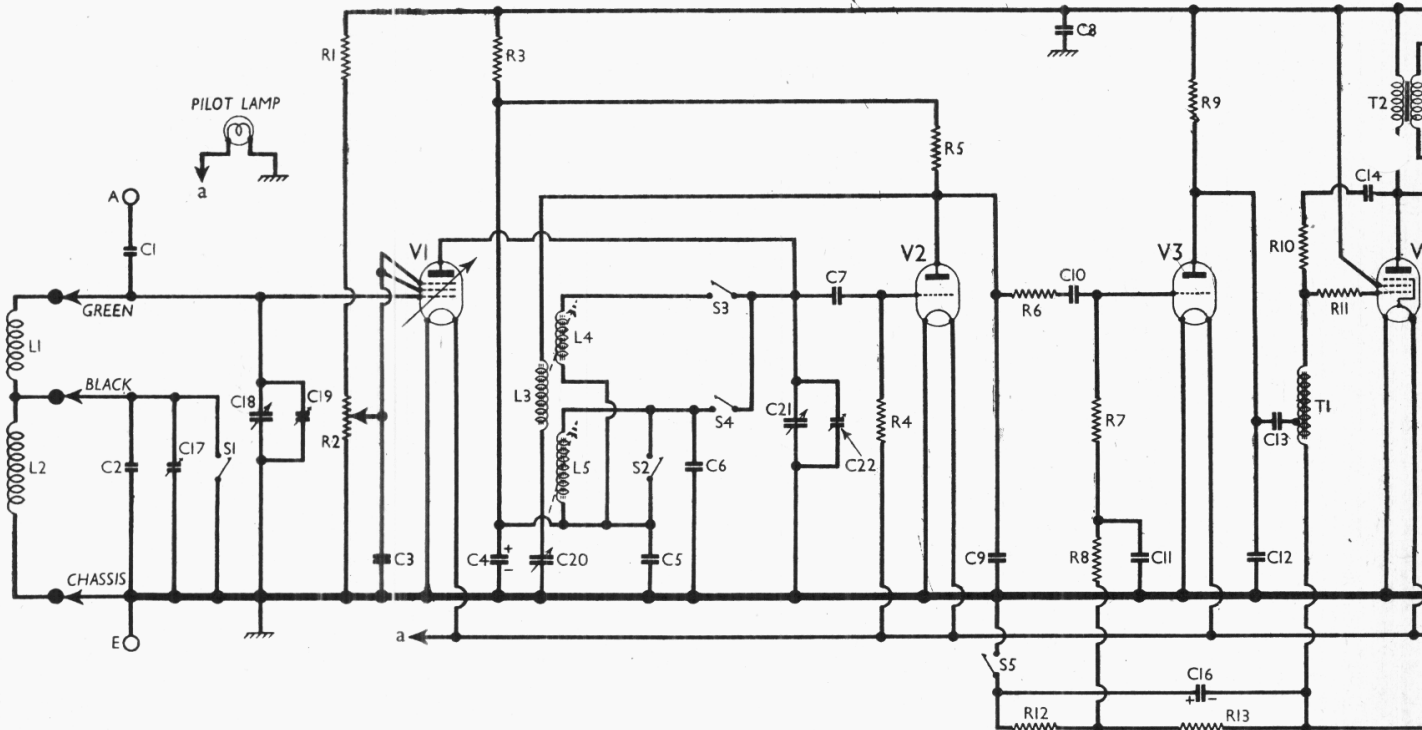 C8
R1
R3
R9
T2
PILOT LAMP
a
R5
A
C14
C1
V1
V2
V3
V
R10
C7
C10
GREEN
S3
R6
R11
L1
L4
BLACK
C18
C19
L3
S4
C21
R4
R7
T1
R2
C13
L2
C2
C17
S1
L5
S2
C6
C22
C3
C4
+
–
C20
C5
C9
R8
C11
C12
CHASSIS
E
a
S5
C16
+
–
R12
R13